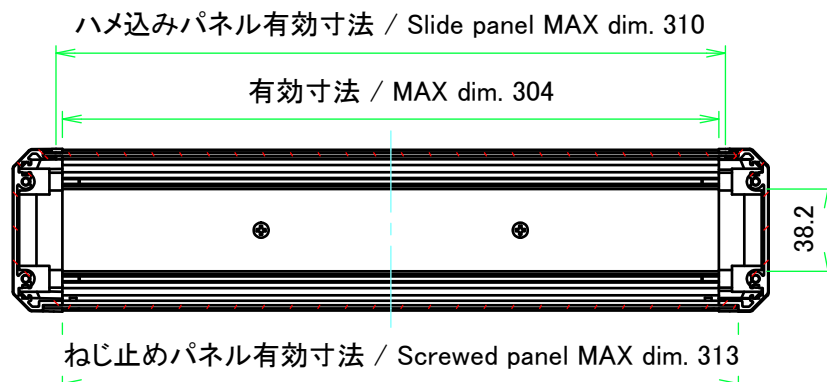 ハメ込みパネル有効寸法 / Slide panel MAX dim. 310
有効寸法 / MAX dim. 304
38.2
ねじ止めパネル有効寸法 / Screwed panel MAX dim. 313